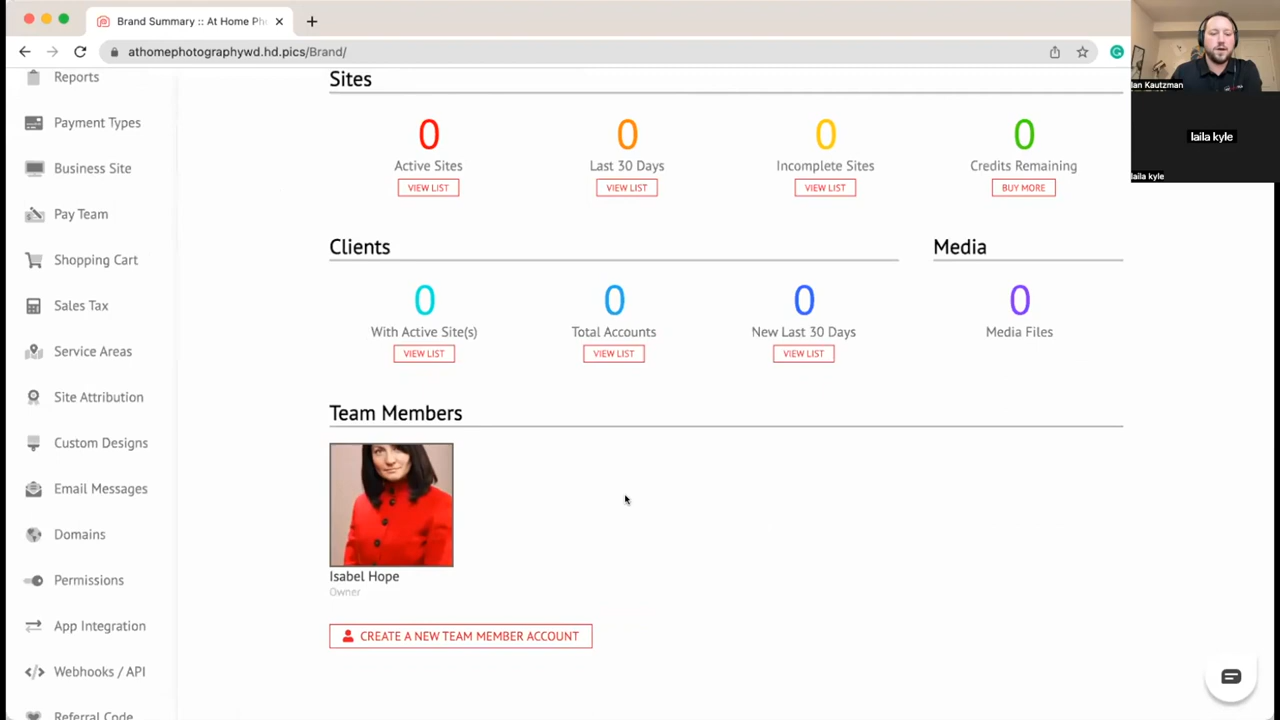 Brand Summary :: At Home Ph
athomephotographywd.hd.pics/Brand/
Ian Kautzman
laila kyle
laila kyle
Reports
Payment Types
Business Site
Pay Team
Shopping Cart
Sales Tax
Service Areas
Site Attribution
Custom Designs
Email Messages
Domains
Permissions
App Integration
Webhooks / API
Referral Code
Sites
0 0 0 0
Active Sites Last 30 Days Incomplete Sites Credits Remaining
VIEW LIST VIEW LIST VIEW LIST BUY MORE
Clients Media
0 0 0 0
With Active Site(s) Total Accounts New Last 30 Days Media Files
VIEW LIST VIEW LIST VIEW LIST
Team Members
Isabel Hope
Owner
CREATE A NEW TEAM MEMBER ACCOUNT